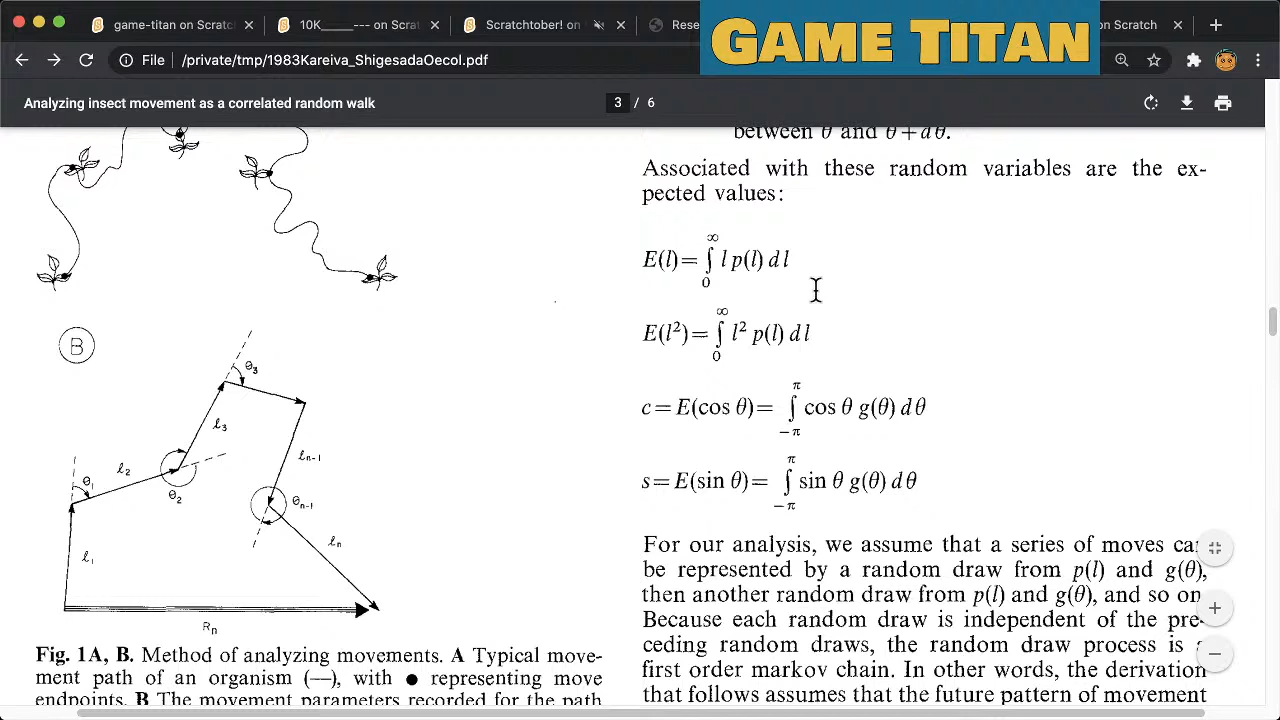 game-titan on Scratch
10K_____ --- on Scrat
Scratchtober! on
Rese
GAME TITAN
on Scratch
File
/private/tmp/1983Kareiva_ShigesadaOecol.pdf
Analyzing insect movement as a correlated random walk
3 / 6
between θ and θ+dθ.
Associated with these random variables are the ex-
pected values:
E(l)= ∫₀^∞ l p(l) dl
E(l²)= ∫₀^∞ l² p(l) dl
c=E(cos θ)= ∫₋π^π cos θ g(θ) dθ
s=E(sin θ)= ∫₋π^π sin θ g(θ) dθ
For our analysis, we assume that a series of moves can
be represented by a random draw from p(l) and g(θ),
then another random draw from p(l) and g(θ), and so on.
Because each random draw is independent of the pre-
ceding random draws, the random draw process is a
first order markov chain. In other words, the derivation
that follows assumes that the future pattern of movement
B
θ₃
ℓ₃
ℓ₂
θ₁
θ₂
ℓn-1
θn-1
ℓ₁
ℓn
Rn
Fig. 1A, B. Method of analyzing movements. A Typical move-
ment path of an organism (—), with ● representing move
endpoints. B The movement parameters recorded for the path